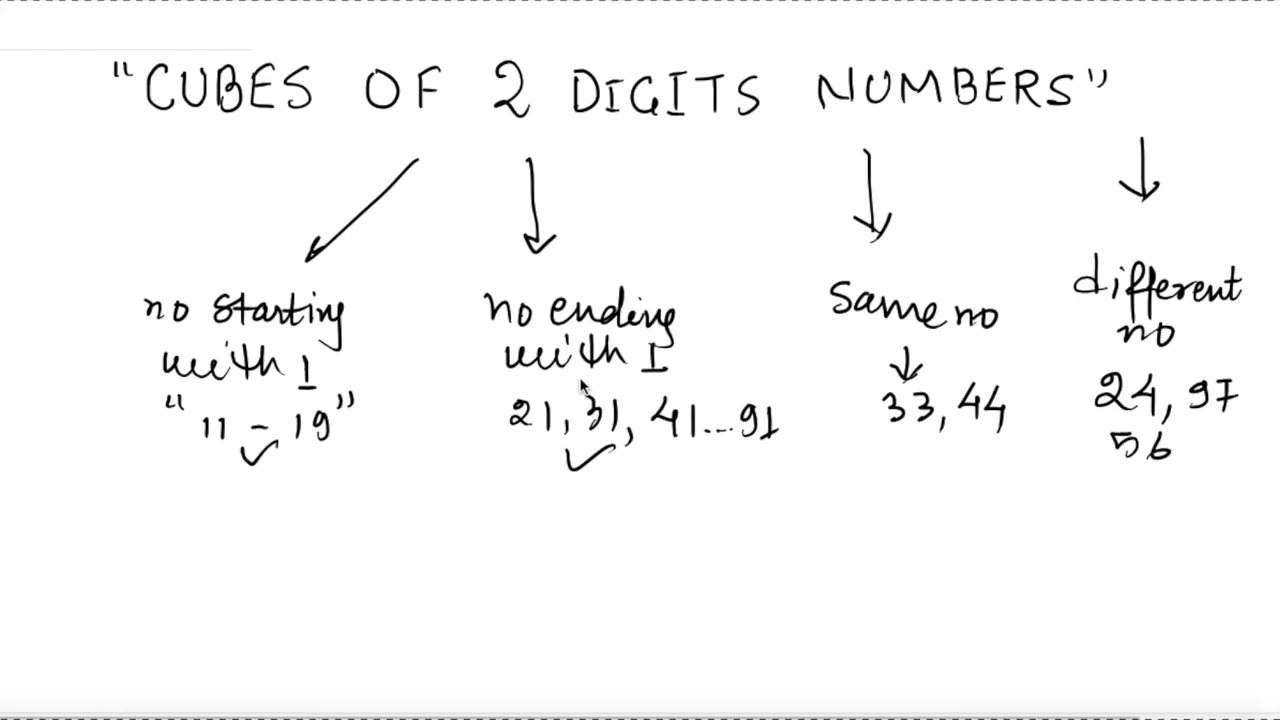 "CUBES OF 2 DIGITS NUMBERS"
no starting
with 1
"11 - 19"
no ending
with 1
21, 31, 41...91
same no
33, 44
different
no
24, 97
56